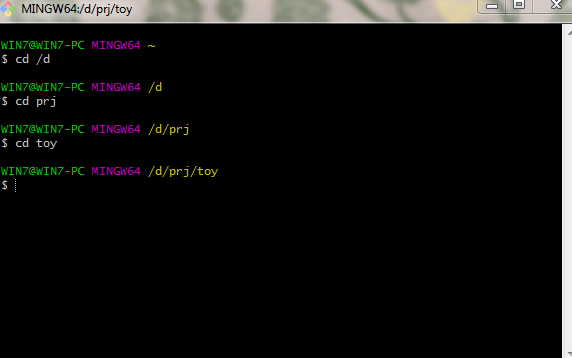 MINGW64:/d/prj/toy
WIN7@WIN7-PC MINGW64 ~
$ cd /d
WIN7@WIN7-PC MINGW64 /d
$ cd prj
WIN7@WIN7-PC MINGW64 /d/prj
$ cd toy
WIN7@WIN7-PC MINGW64 /d/prj/toy
$